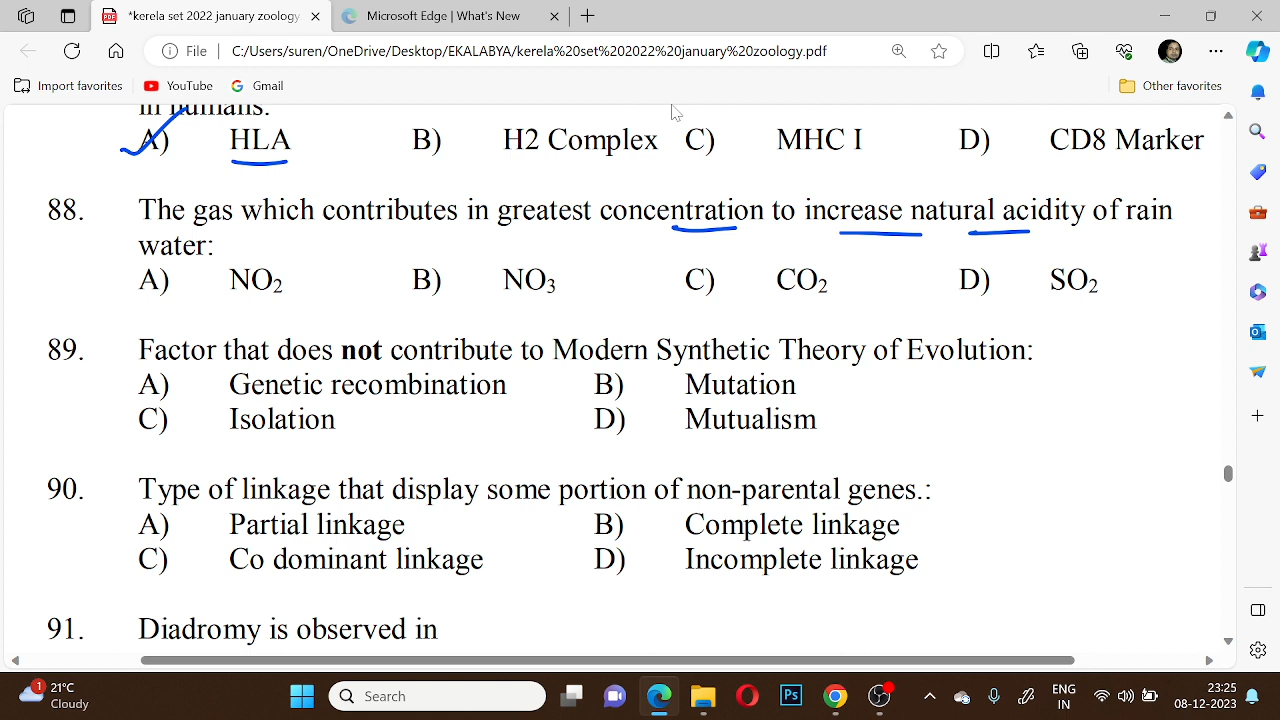 *kerela set 2022 january zoology
Microsoft Edge | What's New
File
C:/Users/suren/OneDrive/Desktop/EKALABYA/kerela%20set%202022%20january%20zoology.pdf
Import favorites
YouTube
Gmail
Other favorites
in humans.
A) HLA B) H2 Complex C) MHC I D) CD8 Marker
88. The gas which contributes in greatest concentration to increase natural acidity of rain
water:
A) NO2 B) NO3 C) CO2 D) SO2
89. Factor that does not contribute to Modern Synthetic Theory of Evolution:
A) Genetic recombination B) Mutation
C) Isolation D) Mutualism
90. Type of linkage that display some portion of non-parental genes.:
A) Partial linkage B) Complete linkage
C) Co dominant linkage D) Incomplete linkage
91. Diadromy is observed in
1
21°C
Cloudy
Search
Ps
ENG
IN
23:25
08-12-2023